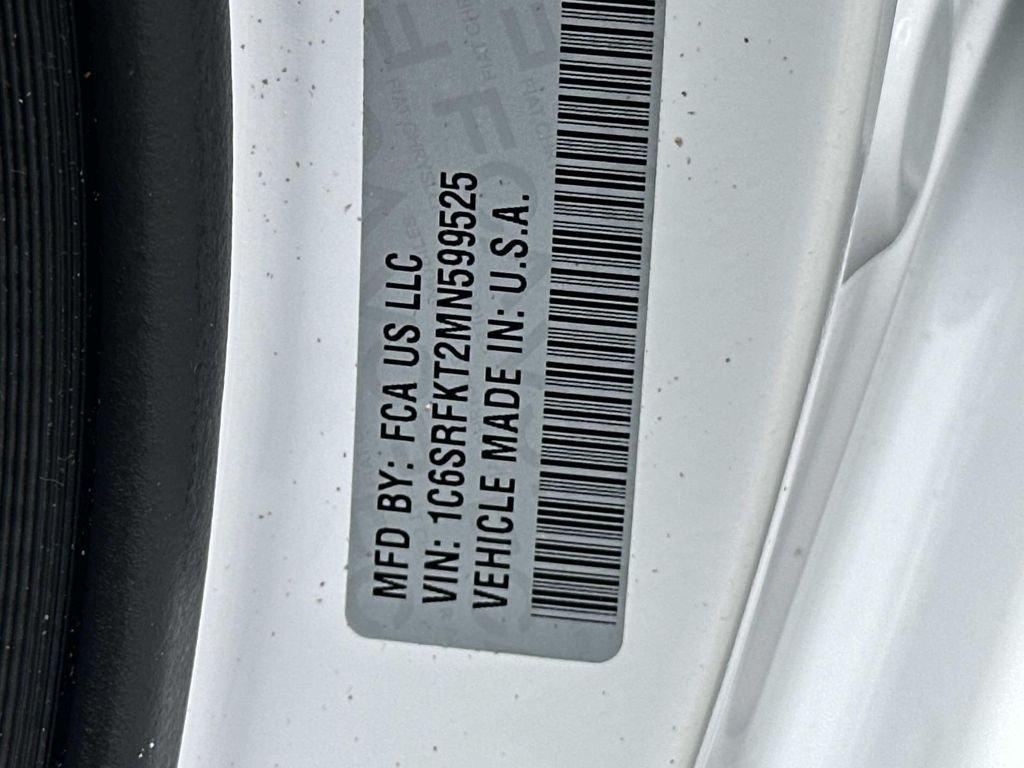 MFD BY: FCA US LLC
VIN: 1C6SRFKT2MN599525
VEHICLE MADE IN: U.S.A.